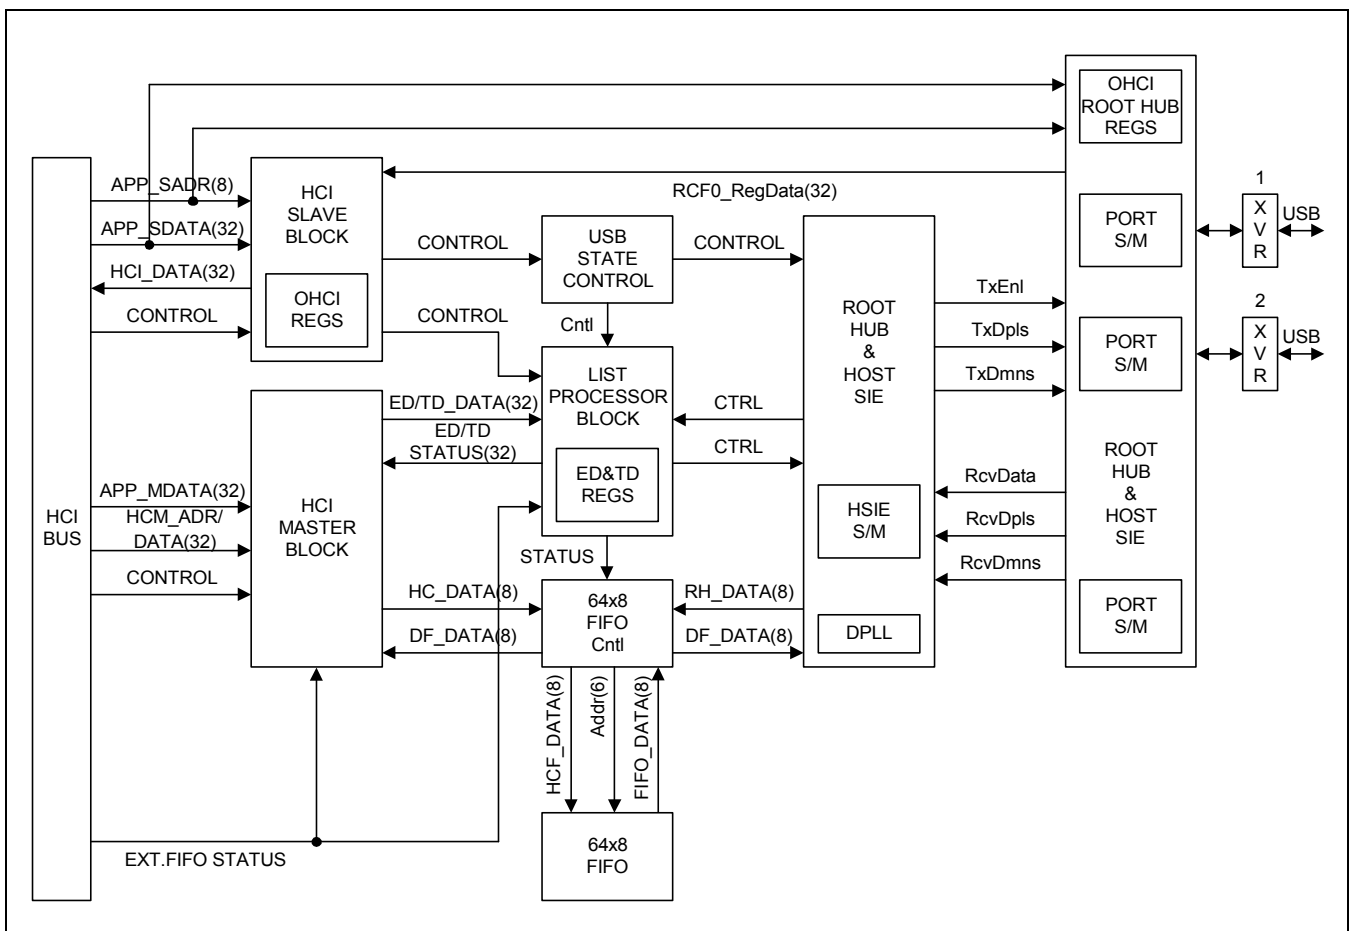 OHCI
ROOT HUB
REGS
APP_SADR(8)
HCI
SLAVE
BLOCK
RCF0_RegData(32)
1
X
V
R
USB
PORT
S/M
APP_SDATA(32)
CONTROL
USB
STATE
CONTROL
CONTROL
HCI_DATA(32)
OHCI
REGS
CONTROL
CONTROL
Cntl
ROOT
HUB
&
HOST
SIE
TxEnl
TxDpls
TxDmns
PORT
S/M
2
X
V
R
USB
LIST
PROCESSOR
BLOCK
ED/TD_DATA(32)
ED/TD
STATUS(32)
CTRL
CTRL
ED&TD
REGS
HCI
BUS
APP_MDATA(32)
HCM_ADR/
DATA(32)
CONTROL
HCI
MASTER
BLOCK
HSIE
S/M
RcvData
RcvDpls
RcvDmns
ROOT
HUB
&
HOST
SIE
STATUS
HC_DATA(8)
DF_DATA(8)
64x8
FIFO
Cntl
RH_DATA(8)
DF_DATA(8)
DPLL
PORT
S/M
HCF_DATA(8)
Addr(6)
FIFO_DATA(8)
EXT.FIFO STATUS
64x8
FIFO